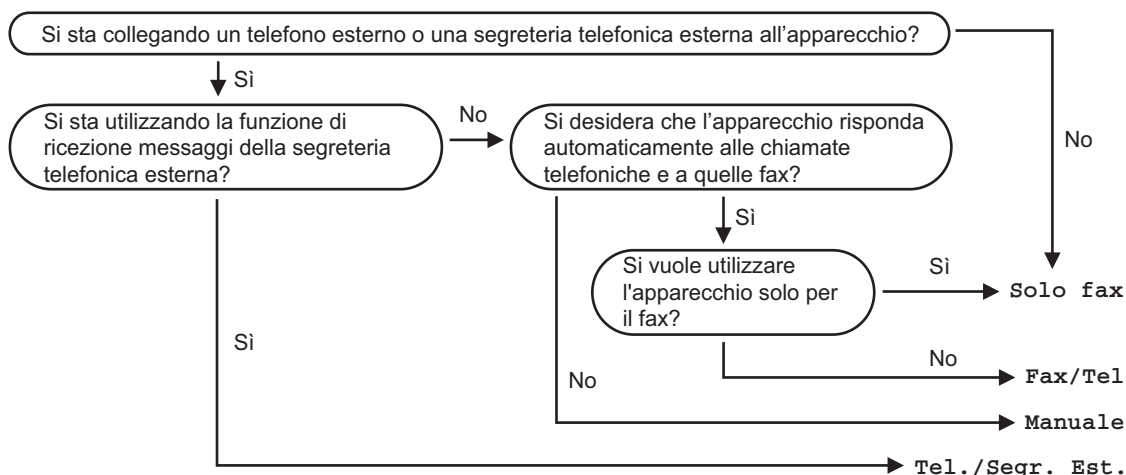 Si sta collegando un telefono esterno o una segreteria telefonica esterna all’apparecchio?
Sì
No
Si sta utilizzando la funzione di
ricezione messaggi della segreteria
telefonica esterna?
No
Si desidera che l’apparecchio risponda
automaticamente alle chiamate
telefoniche e a quelle fax?
Sì
Si vuole utilizzare
l'apparecchio solo per
il fax?
Sì
Solo fax
Sì
No
No
Fax/Tel
Manuale
Tel./Segr. Est.